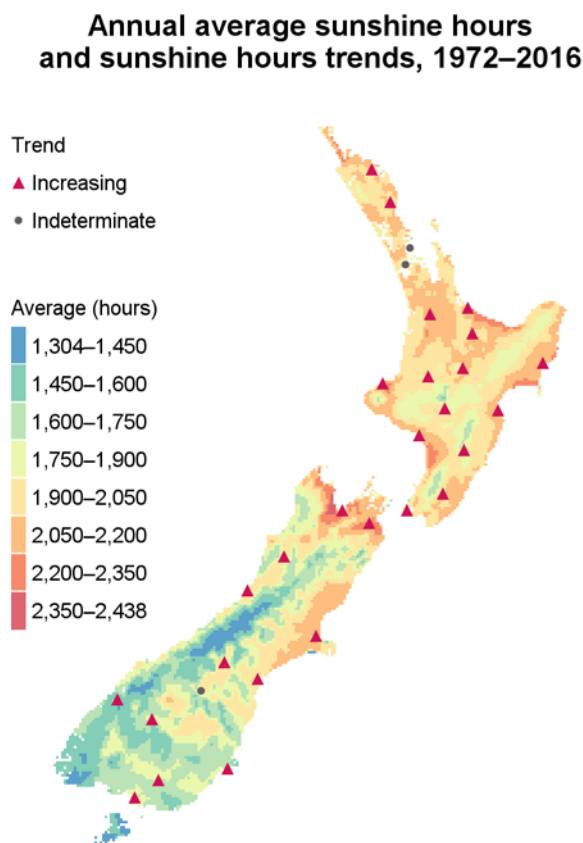 Annual average sunshine hours
and sunshine hours trends, 1972–2016
Trend
Increasing
Indeterminate
Average (hours)
1,304–1,450
1,450–1,600
1,600–1,750
1,750–1,900
1,900–2,050
2,050–2,200
2,200–2,350
2,350–2,438